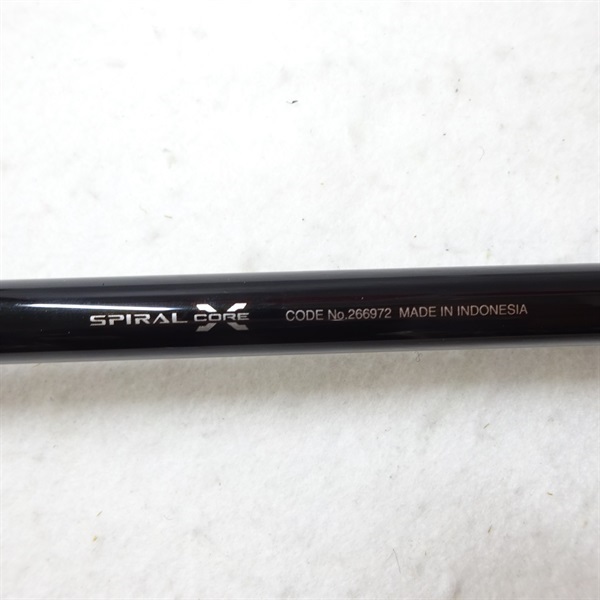 SPIRAL X CORE CODE No.266972 MADE IN INDONESIA